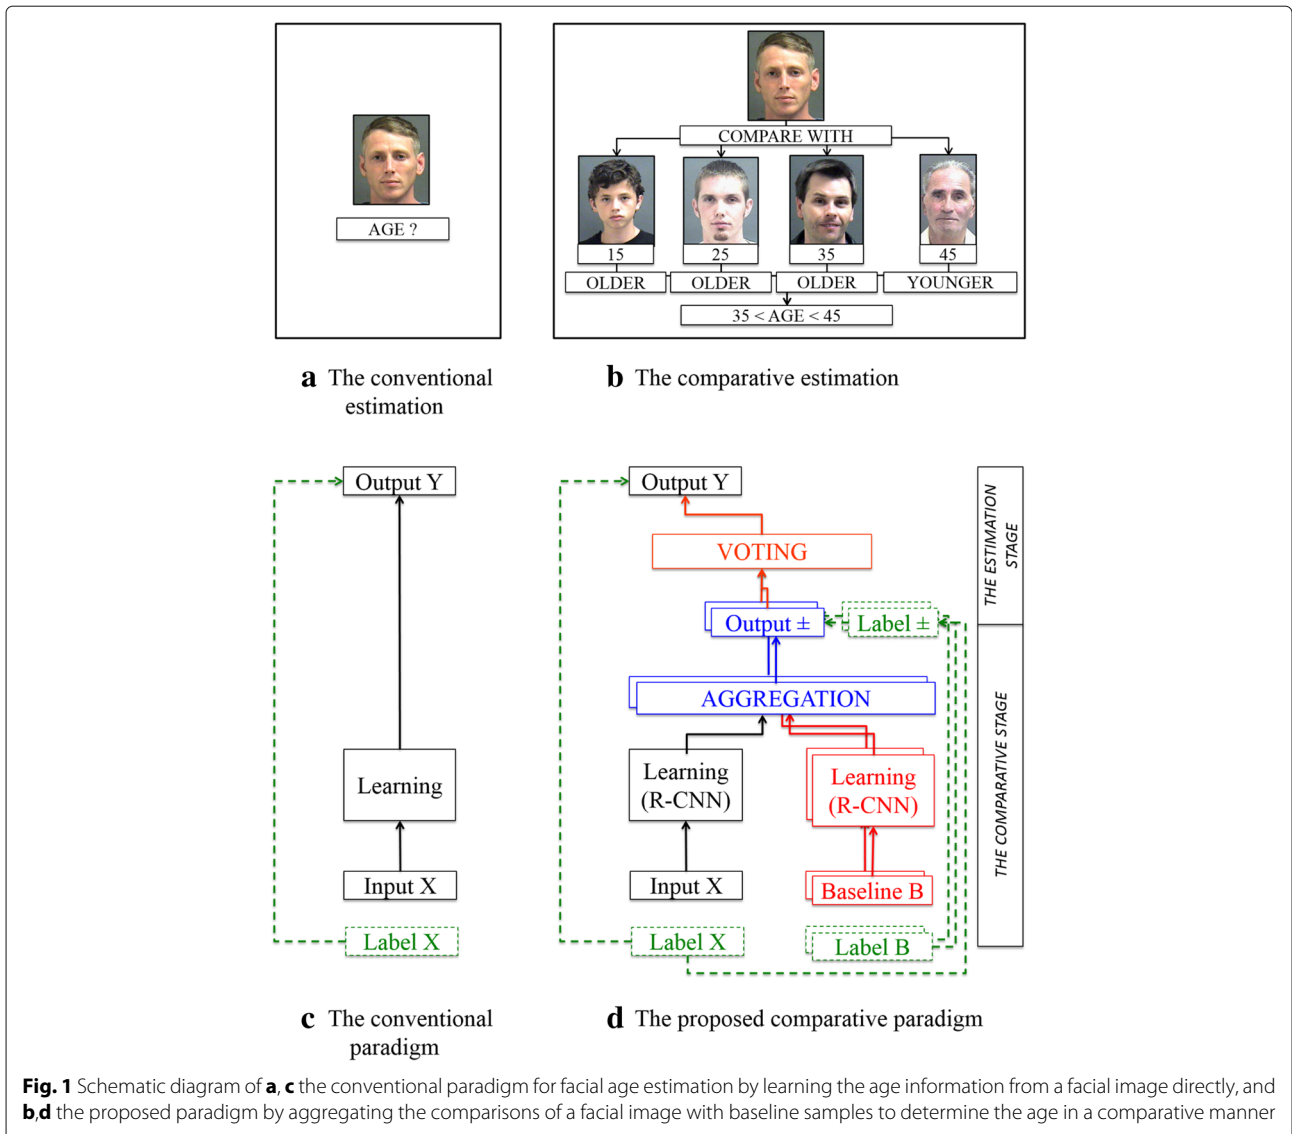 AGE ?
COMPARE WITH
15 25 35 45
OLDER OLDER OLDER YOUNGER
35 < AGE < 45
a The conventional
estimation
b The comparative estimation
Output Y
Learning
Input X
Label X
c The conventional
paradigm
Output Y
VOTING
Output ± Label ±
AGGREGATION
Learning
(R-CNN)
Learning
(R-CNN)
Input X Baseline B
Label X Label B
THE ESTIMATION
STAGE
THE COMPARATIVE STAGE
d The proposed comparative paradigm
Fig. 1 Schematic diagram of a, c the conventional paradigm for facial age estimation by learning the age information from a facial image directly, and
b,d the proposed paradigm by aggregating the comparisons of a facial image with baseline samples to determine the age in a comparative manner